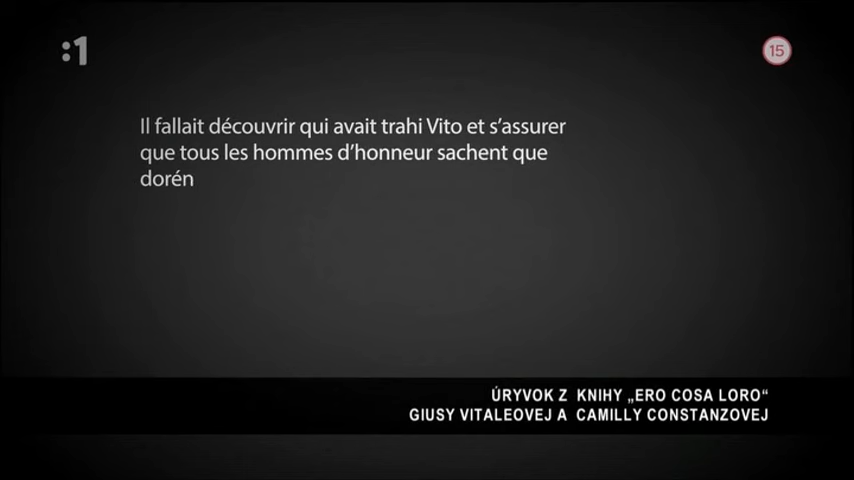 :1
15
Il fallait découvrir qui avait trahi Vito et s’assurer
que tous les hommes d’honneur sachent que
dorén
ÚRYVOK Z KNIHY „ERO COSA LORO“
GIUSY VITALEOVEJ A CAMILLY CONSTANZOVEJ